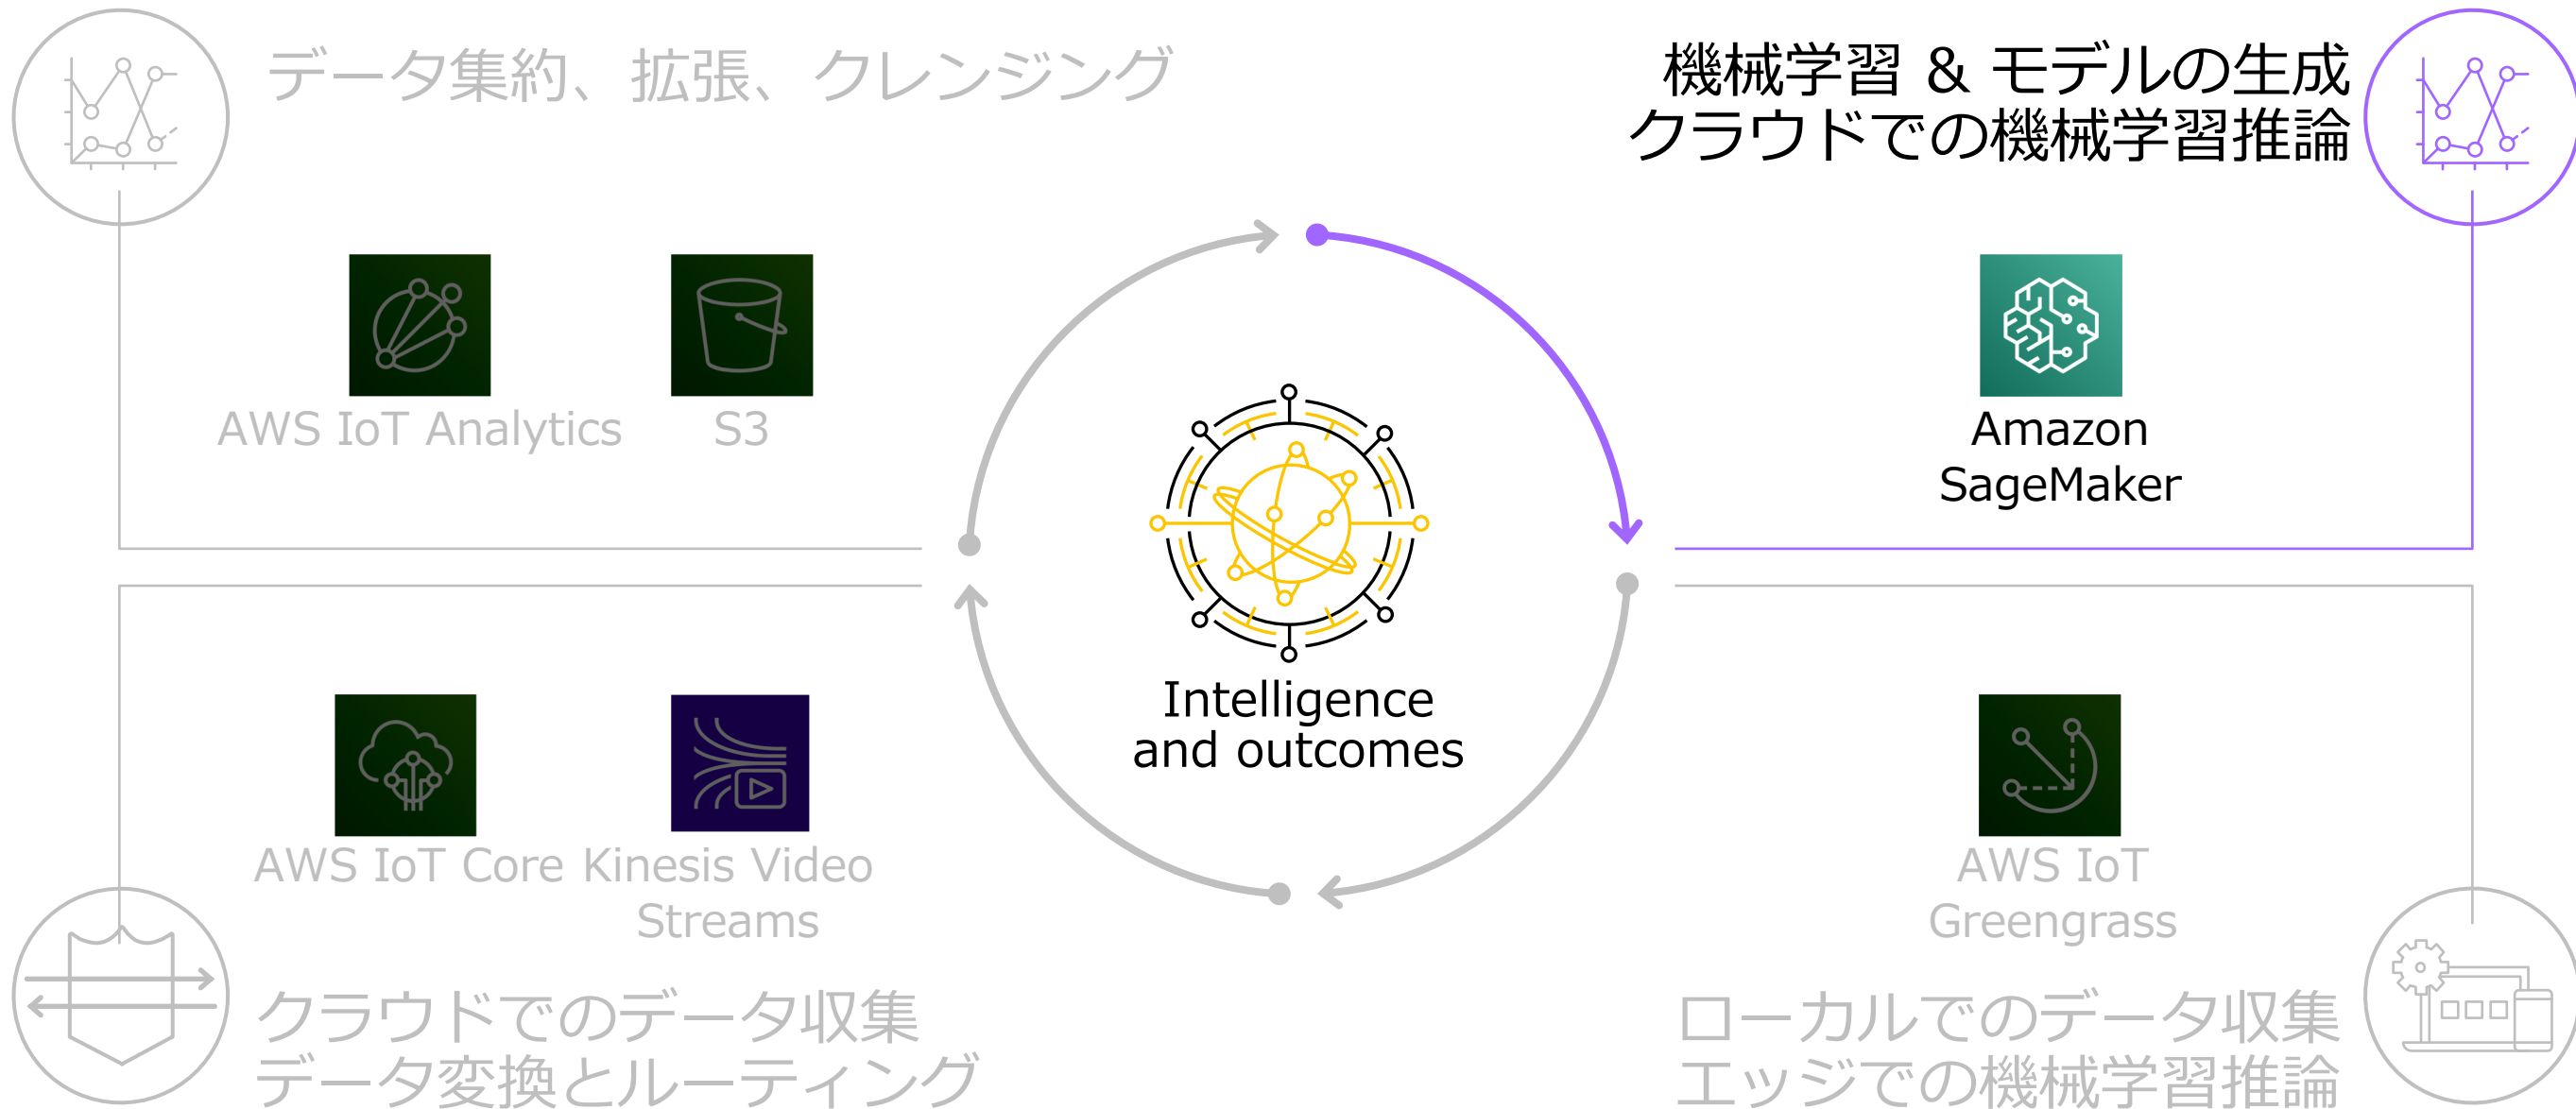 データ集約、拡張、クレンジング
機械学習 & モデルの生成
クラウドでの機械学習推論
AWS IoT Analytics
S3
Amazon
SageMaker
Intelligence
and outcomes
AWS IoT Core
Kinesis Video
Streams
AWS IoT
Greengrass
クラウドでのデータ収集
データ変換とルーティング
ローカルでのデータ収集
エッジでの機械学習推論